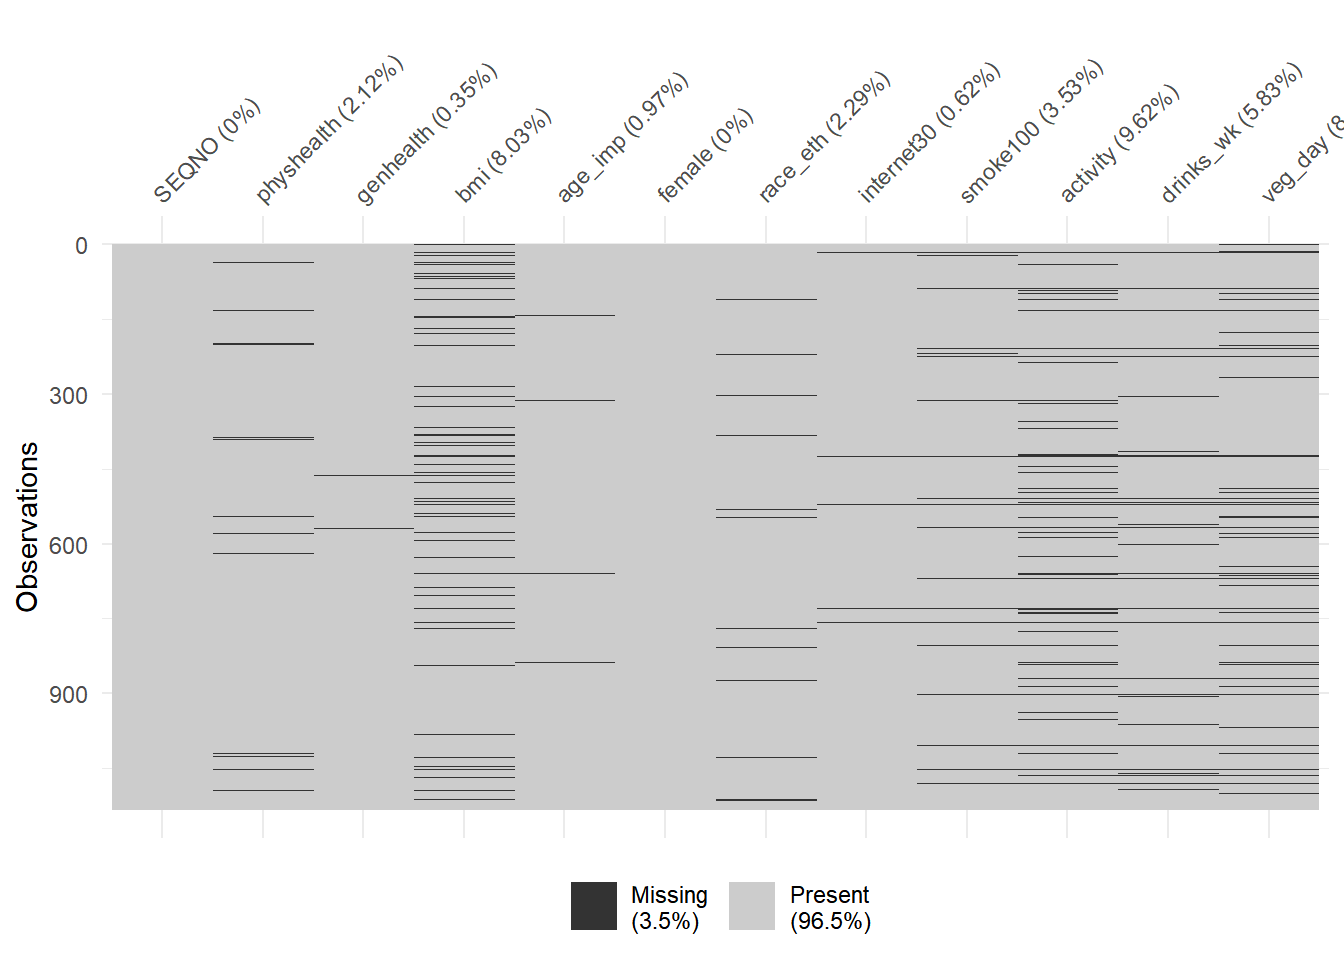 SEQNO (0%)
physhealth (2.12%)
genhealth (0.35%)
bmi (8.03%)
age_imp (0.97%)
female (0%)
race_eth (2.29%)
internet30 (0.62%)
smoke100 (3.53%)
activity (9.62%)
drinks_wk (5.83%)
veg_day (8
0
300
600
900
Observations
Missing
(3.5%)
Present
(96.5%)